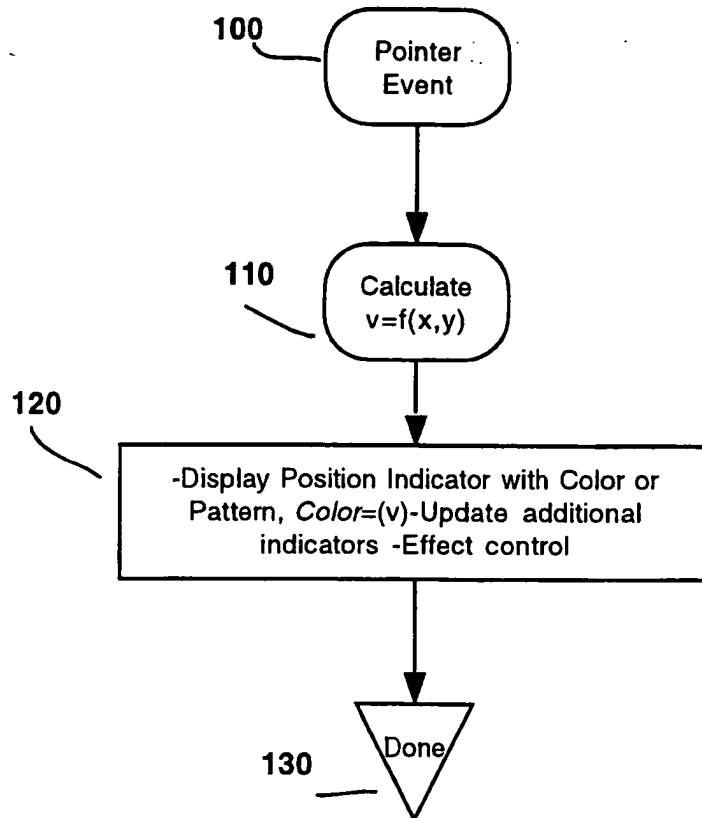 100
Pointer
Event
110
Calculate
v=f(x,y)
120
-Display Position Indicator with Color or
Pattern, Color=(v)-Update additional
indicators -Effect control
Done
130